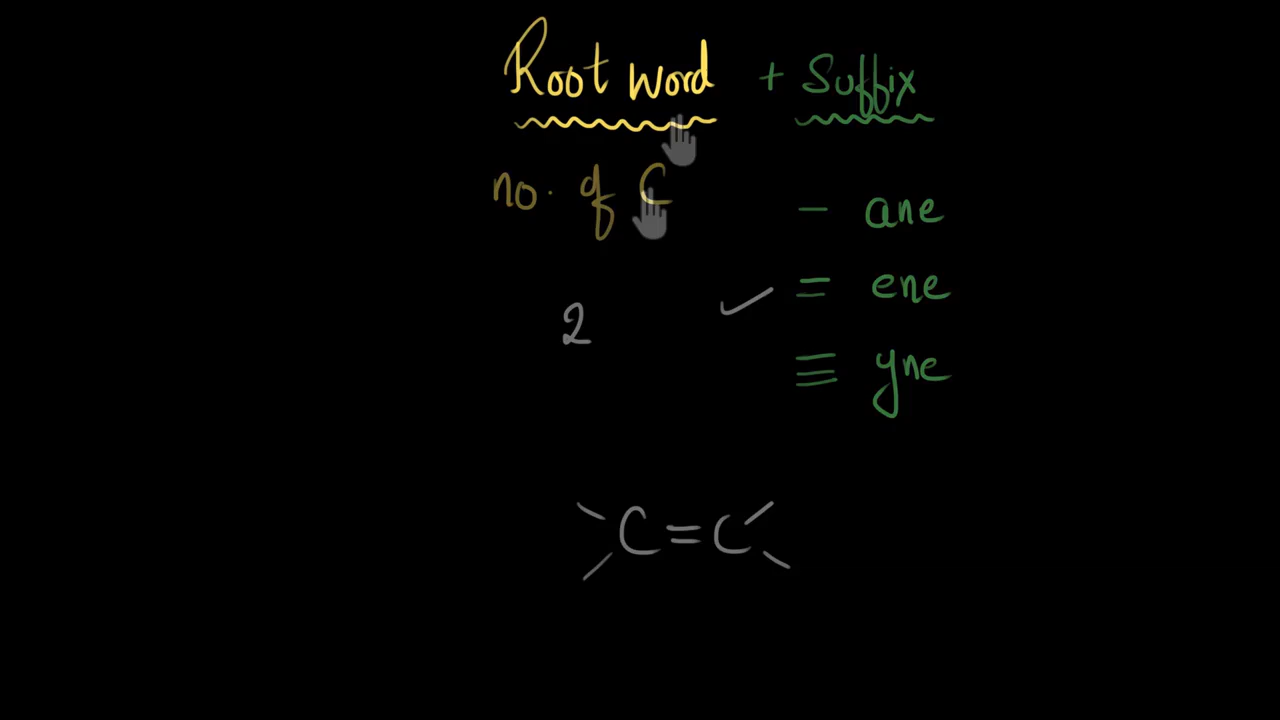 Root word + Suffix
no. of C
- ane
2
= ene
≡ yne
C=C